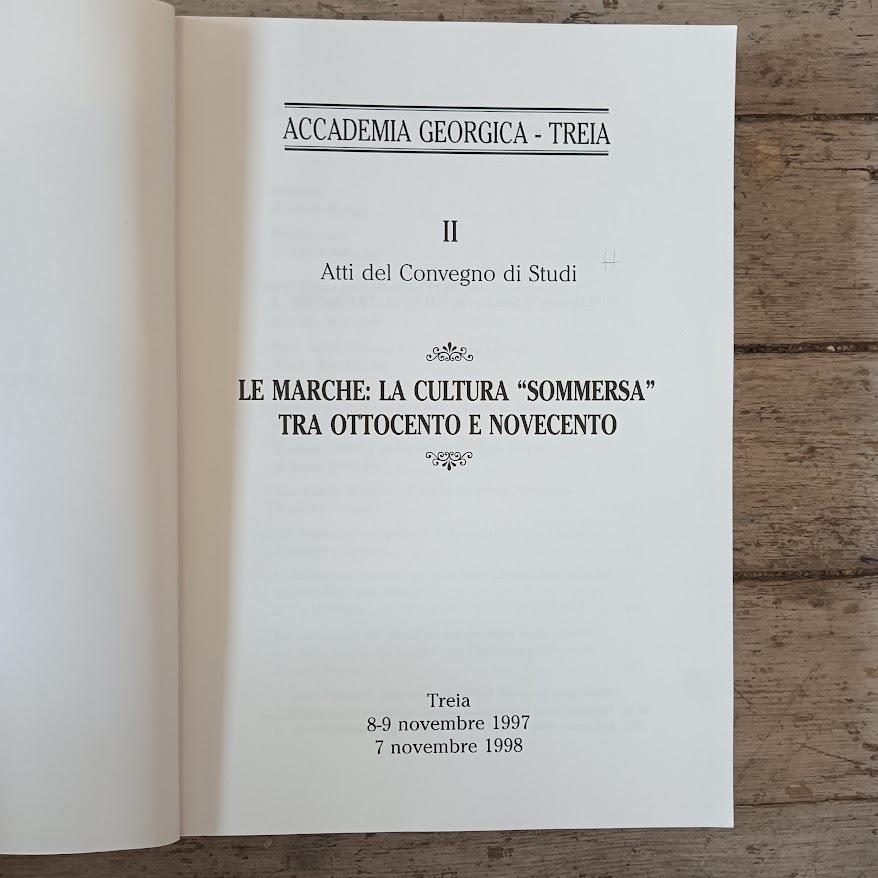 ACCADEMIA GEORGICA - TREIA
II
Atti del Convegno di Studi
LE MARCHE: LA CULTURA “SOMMERSA”
TRA OTTOCENTO E NOVECENTO
Treia
8-9 novembre 1997
7 novembre 1998